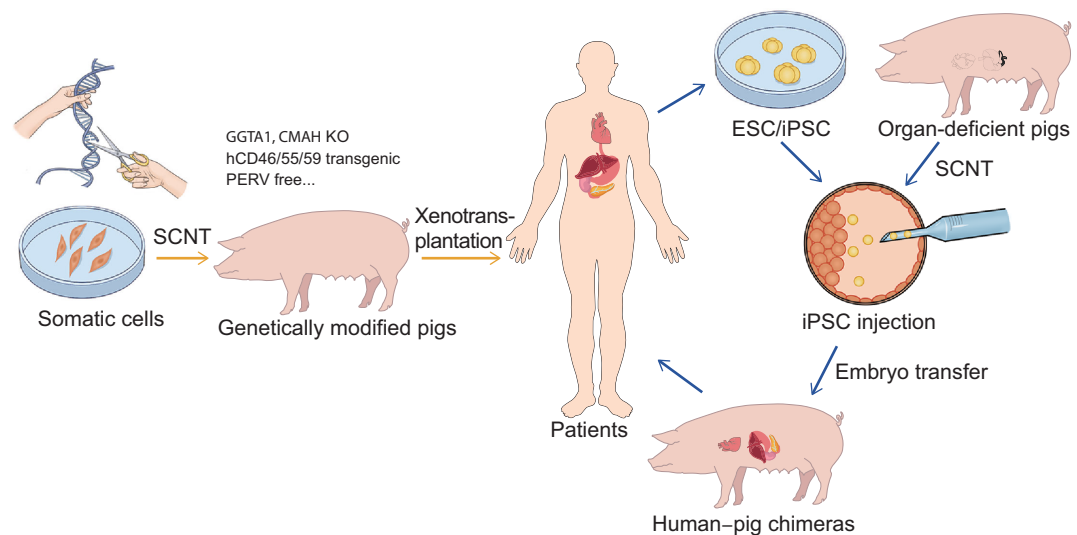 GGTA1, CMAH KO
hCD46/55/59 transgenic
PERV free...
SCNT
Xenotrans-
plantation
Somatic cells
Genetically modified pigs
Patients
ESC/iPSC
Organ-deficient pigs
SCNT
iPSC injection
Embryo transfer
Human–pig chimeras